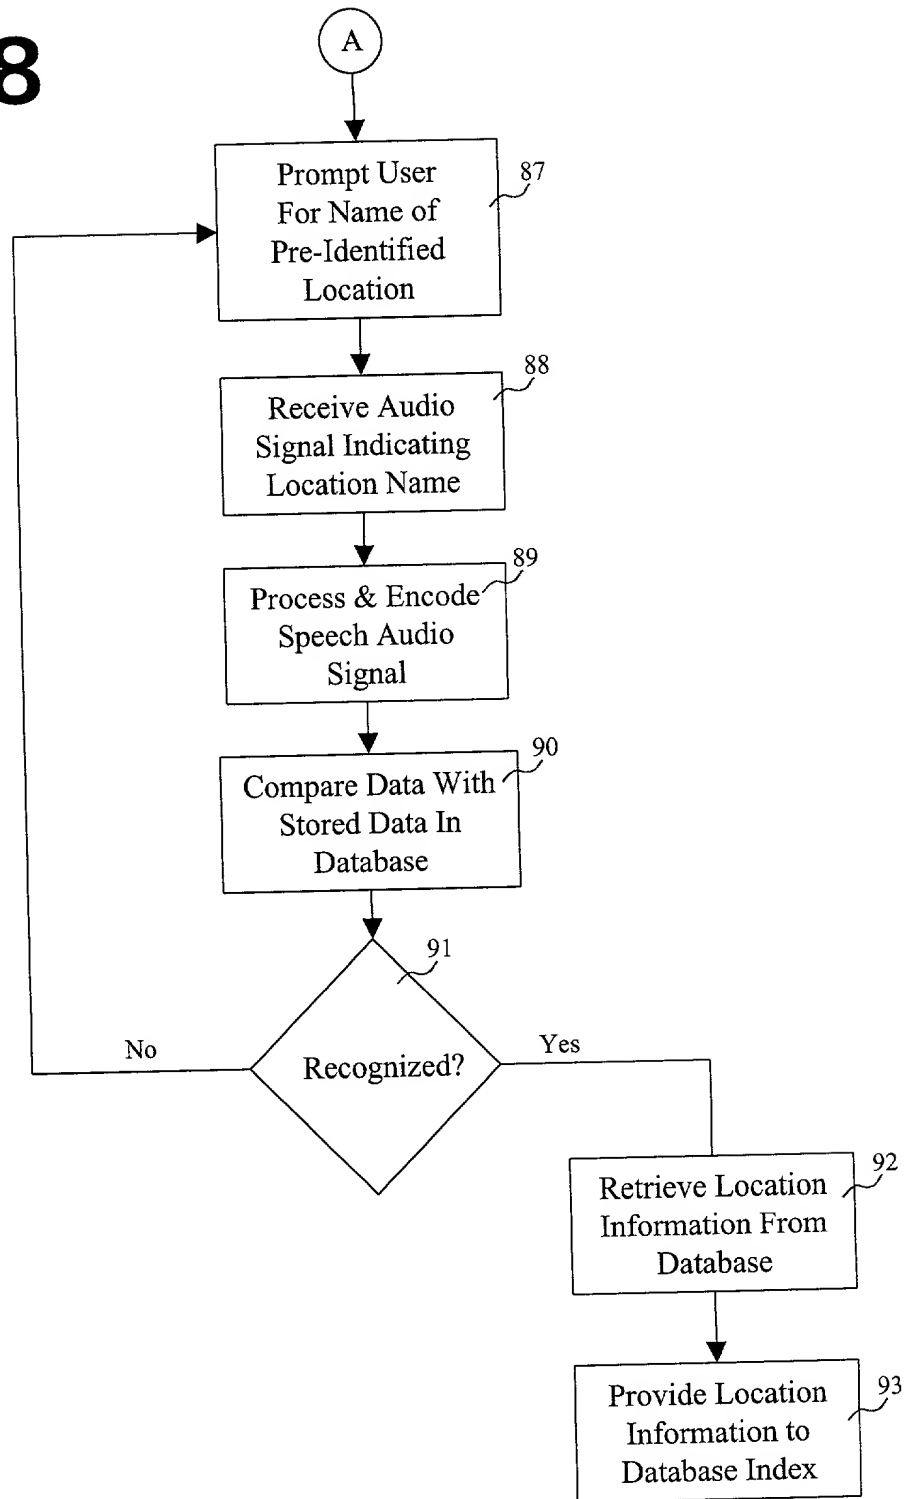 8
A
Prompt User
For Name of
Pre-Identified
Location
87
Receive Audio
Signal Indicating
Location Name
88
Process & Encode
Speech Audio
Signal
89
Compare Data With
Stored Data In
Database
90
91
Recognized?
No
Yes
Retrieve Location
Information From
Database
92
Provide Location
Information to
Database Index
93